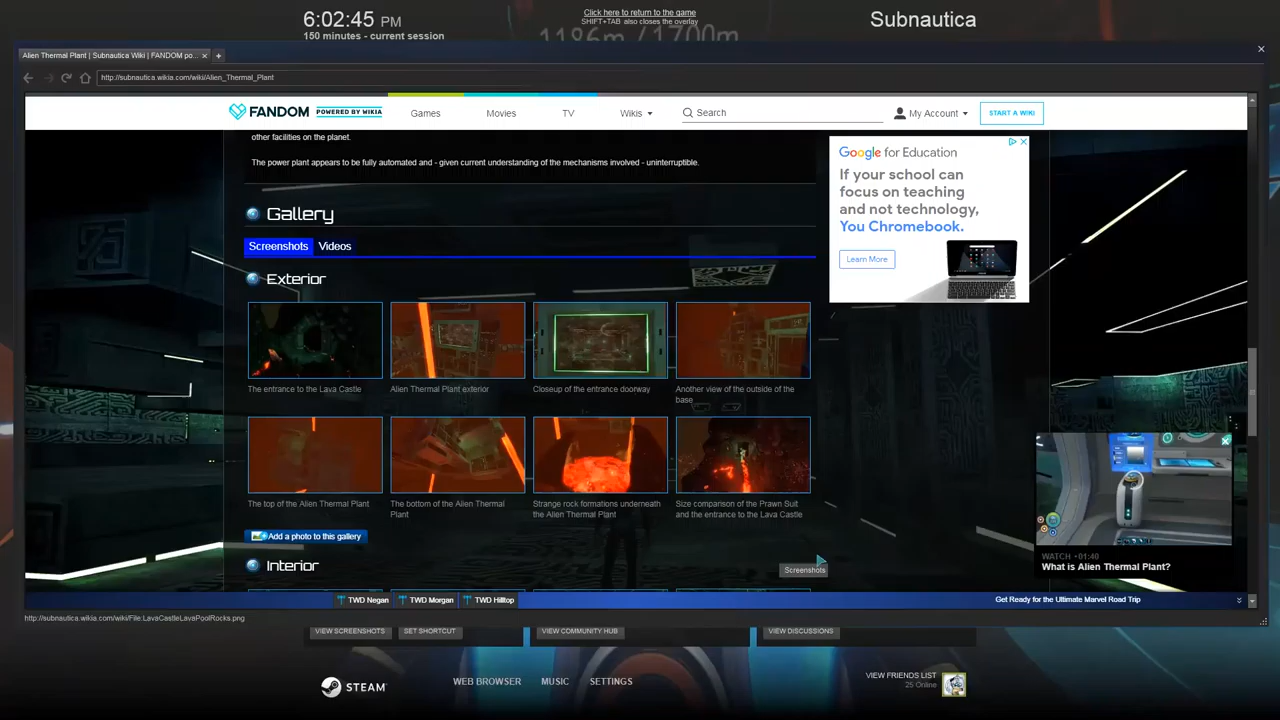 6:02:45 PM
150 minutes - current session
Click here to return to the game
SHIFT+TAB also closes the overlay
1186m / 1700m
Subnautica
Alien Thermal Plant | Subnautica Wiki | FANDOM po...
http://subnautica.wikia.com/wiki/Alien_Thermal_Plant
FANDOM POWERED BY WIKIA Games Movies TV Wikis Search My Account START A WIKI
other facilities on the planet.
The power plant appears to be fully automated and - given current understanding of the mechanisms involved - uninterruptible.
Gallery
Screenshots Videos
Exterior
The entrance to the Lava Castle
Alien Thermal Plant exterior
Closeup of the entrance doorway
Another view of the outside of the
base
The top of the Alien Thermal Plant
The bottom of the Alien Thermal
Plant
Strange rock formations underneath
the Alien Thermal Plant
Size comparison of the Prawn Suit
and the entrance to the Lava Castle
Add a photo to this gallery
Interior
Screenshots
Google for Education
If your school can
focus on teaching
and not technology,
You Chromebook.
Learn More
WATCH +01:40
What is Alien Thermal Plant?
TWD Negan TWD Morgan TWD Hilltop
Get Ready for the Ultimate Marvel Road Trip
http://subnautica.wikia.com/wiki/File:LavaCastleLavaPoolRocks.png
VIEW SCREENSHOTS SET SHORTCUT VIEW COMMUNITY HUB VIEW DISCUSSIONS
STEAM WEB BROWSER MUSIC SETTINGS
VIEW FRIENDS LIST
25 Online